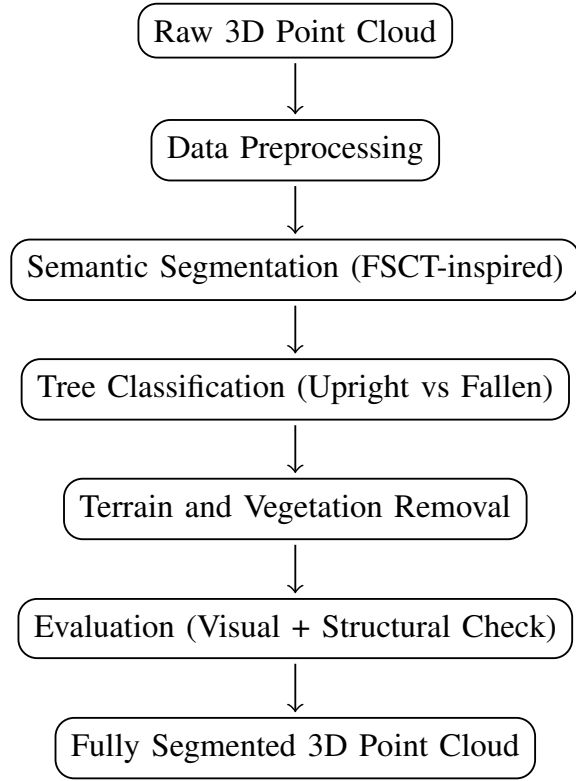 Raw 3D Point Cloud
Data Preprocessing
Semantic Segmentation (FSCT-inspired)
Tree Classification (Upright vs Fallen)
Terrain and Vegetation Removal
Evaluation (Visual + Structural Check)
Fully Segmented 3D Point Cloud